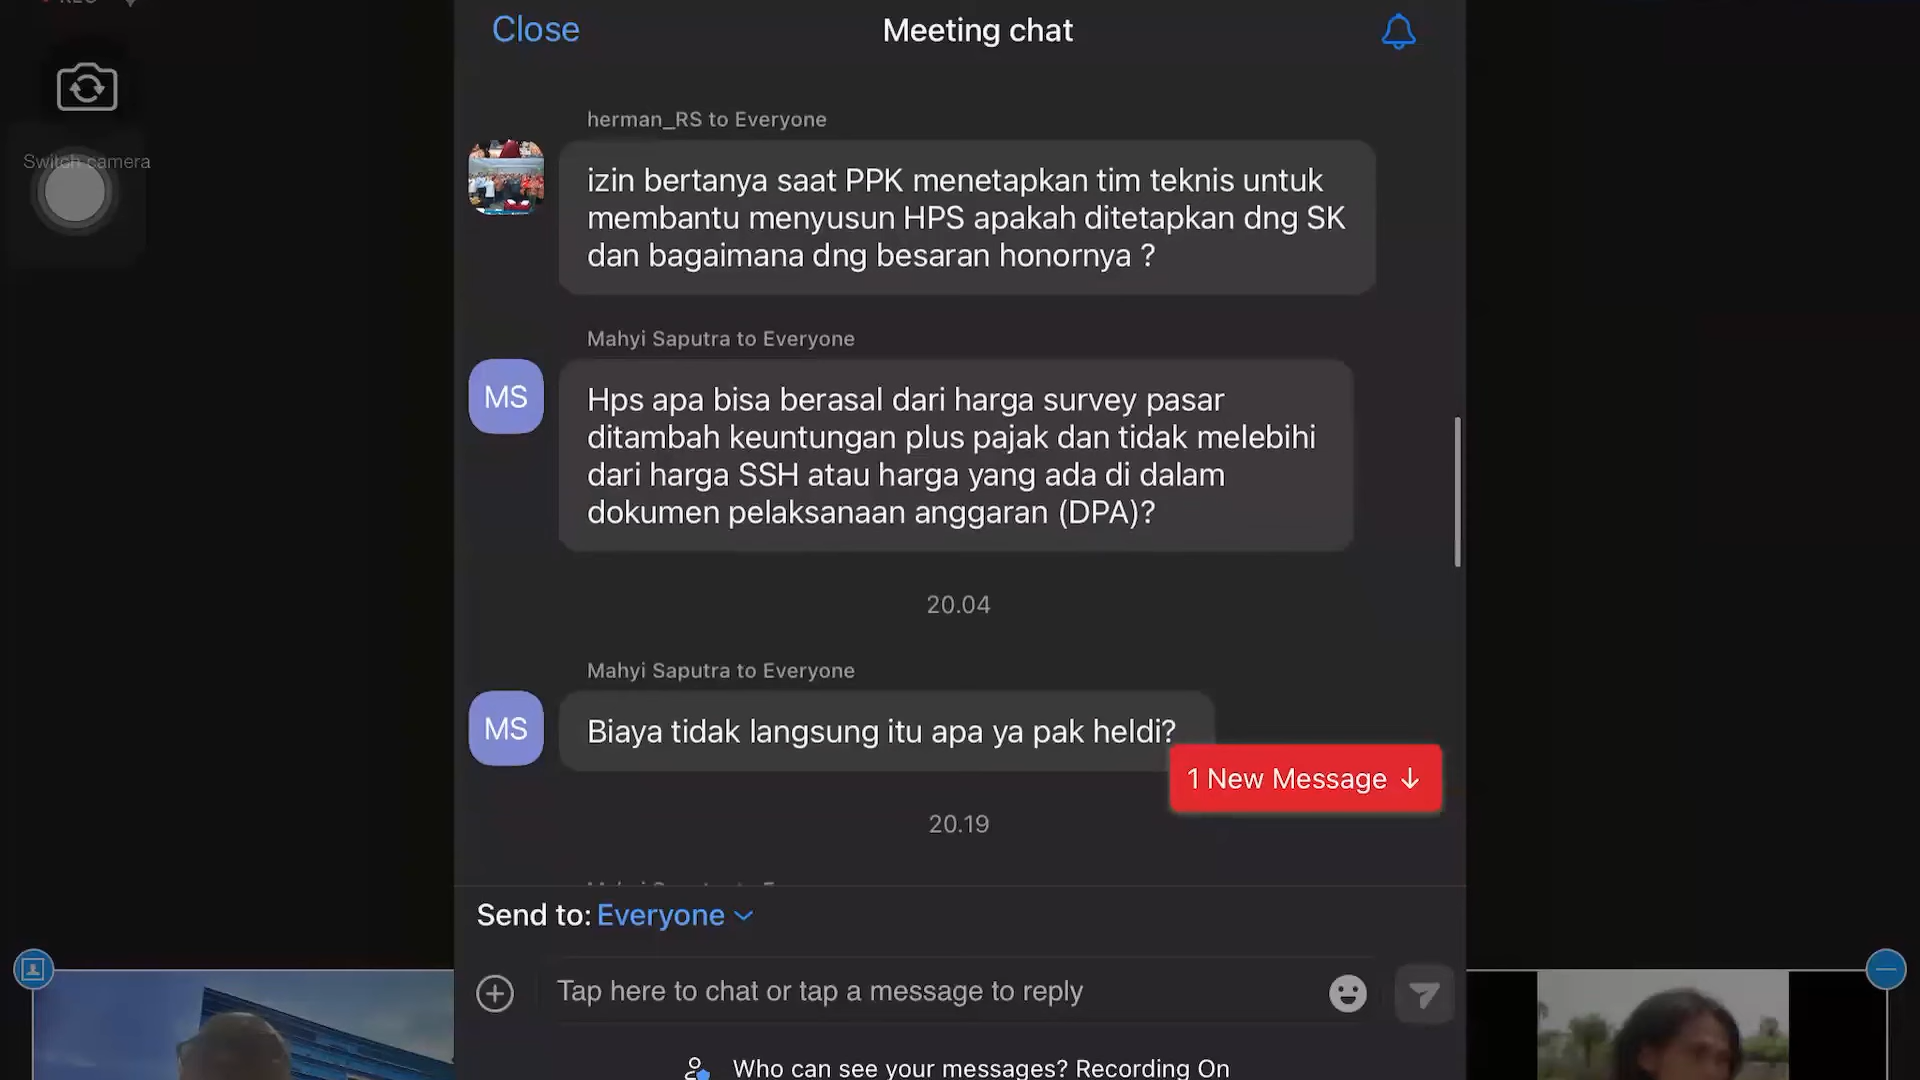 REC
Close
Meeting chat
Switch camera
herman_RS to Everyone
izin bertanya saat PPK menetapkan tim teknis untuk
membantu menyusun HPS apakah ditetapkan dng SK
dan bagaimana dng besaran honornya ?
Mahyi Saputra to Everyone
MS
Hps apa bisa berasal dari harga survey pasar
ditambah keuntungan plus pajak dan tidak melebihi
dari harga SSH atau harga yang ada di dalam
dokumen pelaksanaan anggaran (DPA)?
20.04
Mahyi Saputra to Everyone
MS
Biaya tidak langsung itu apa ya pak heldi?
1 New Message ↓
20.19
Send to: Everyone
Tap here to chat or tap a message to reply
Who can see your messages? Recording On